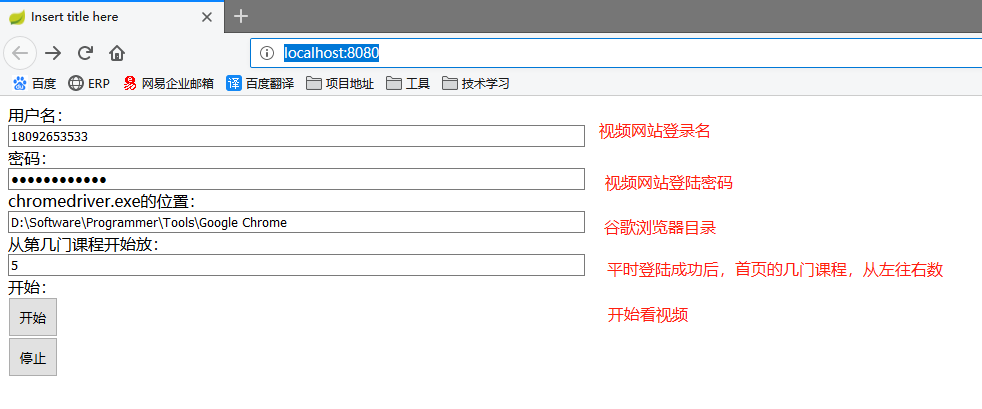 Insert title here
localhost:8080
百度 ERP 网易企业邮箱 译 百度翻译 项目地址 工具 技术学习
用户名：
18092653533 视频网站登录名
密码：
●●●●●●●●●●●● 视频网站登陆密码
chromedriver.exe的位置：
D:\Software\Programmer\Tools\Google Chrome 谷歌浏览器目录
从第几门课程开始放：
5 平时登陆成功后，首页的几门课程，从左往右数
开始：
开始 开始看视频
停止